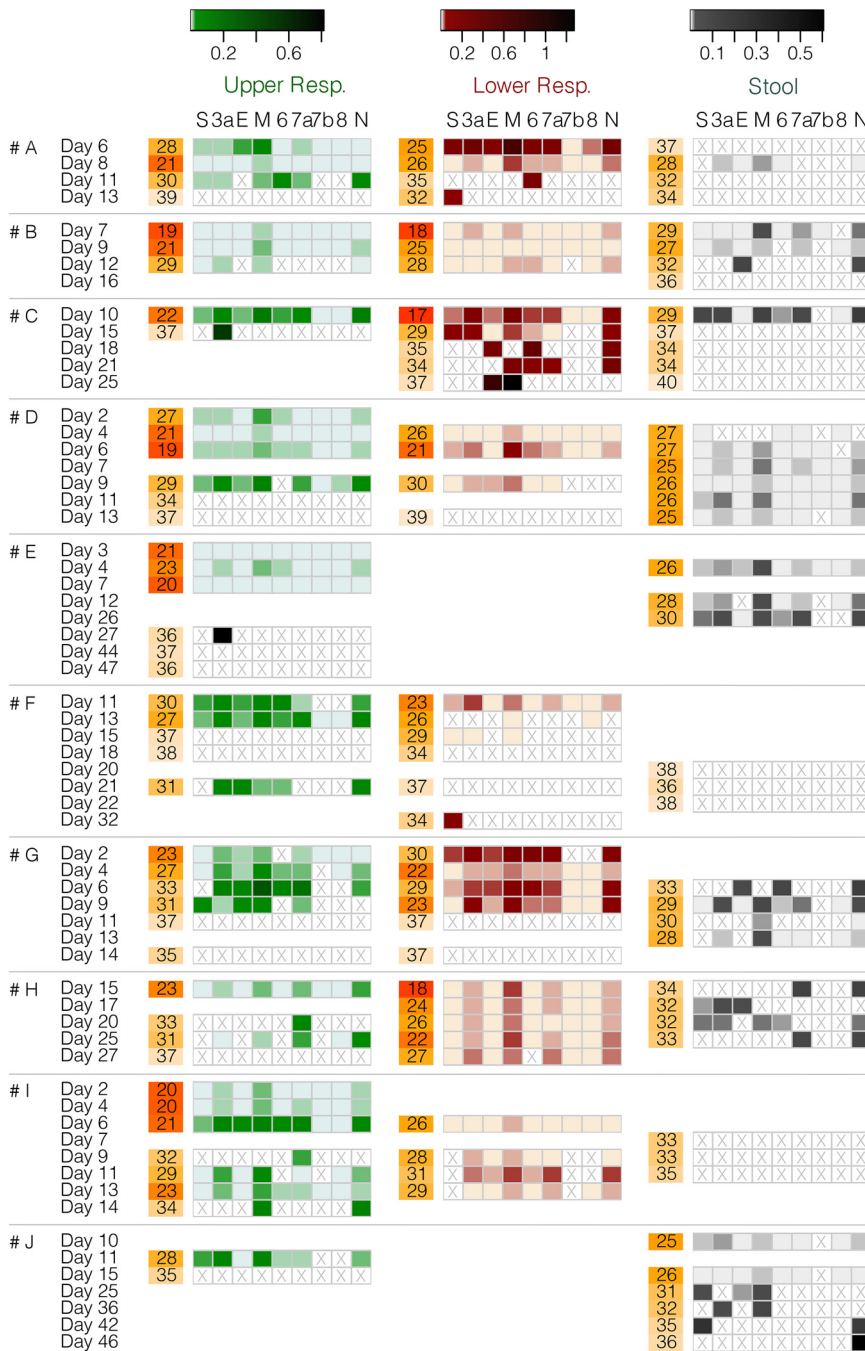 0.2 0.6 0.2 0.6 1 0.1 0.3 0.5
Upper Resp. Lower Resp. Stool
S 3a E M 6 7a 7b 8 N S 3a E M 6 7a 7b 8 N S 3a E M 6 7a 7b 8 N
# A Day 6 28 25 37 X X X X X X X X X
Day 8 21 26 28 X X X
Day 11 30 X X X 35 X X X X X X X X 32 X X X X X X X X X
Day 13 39 X X X X X X X X X 32 X X X X X X X X 34 X X X X X X X X X
# B Day 7 19 18 29 X
Day 9 21 25 27 X X
Day 12 29 X X X X X 28 X 32 X X X X X X X
Day 16 36 X X X X X X X X X
# C Day 10 22 17 29 X
Day 15 37 X X X X X X X X 29 X X X 37 X X X X X X X X X
Day 18 35 X X X X X X 34 X X X X X X X X X
Day 21 34 X X X X X 34 X X X X X X X X X
Day 25 37 X X X X X X X 40 X X X X X X X X X
# D Day 2 27
Day 4 21 26 27 X X X X X
Day 6 19 21 27 X
Day 7 25
Day 9 29 X 30 X X X 26
Day 11 34 X X X X X X X X X 26
Day 13 37 X X X X X X X X X 39 X X X X X X X X X 25 X
# E Day 3 21
Day 4 23 26
Day 7 20
Day 12 28 X X
Day 26 30 X X
Day 27 36 X X X X X X X X
Day 44 37 X X X X X X X X X
Day 47 36 X X X X X X X X X
# F Day 11 30 X X 23
Day 13 27 26 X X X X X X X
Day 15 37 X X X X X X X X X 29 X X X X X X
Day 18 38 X X X X X X X X X 34 X X X X X X X X X
Day 20 38 X X X X X X X X X
Day 21 31 X X X X 37 X X X X X X X X X 36 X X X X X X X X X
Day 22 38 X X X X X X X X X
Day 32 34 X X X X X X X X
# G Day 2 23 X 30 X X
Day 4 27 X X 22
Day 6 33 X X X 29 33 X X X X X X
Day 9 31 X X X 23 29 X
Day 11 37 X X X X X X X X X 37 X X X X X X X X X 30 X X X X X X X X
Day 13 28 X X
Day 14 35 X X X X X X X X X 37 X X X X X X X X X
# H Day 15 23 18 34 X X X X X X X
Day 17 24 32 X X X X X X
Day 20 33 X X X X X X X X 26 32 X X X
Day 25 31 X X X 22 33 X X X X X X X
Day 27 37 X X X X X X X X X 27 X
# I Day 2 20
Day 4 20
Day 6 21 26
Day 7 33 X X X X X X X X X
Day 9 32 X X X X X X X X 28 X X X 33 X X X X X X X X X
Day 11 29 X X 31 X X X 35 X X X X X X X X X
Day 13 23 29 X X X
Day 14 34 X X X X X X X
# J Day 10 25 X
Day 11 28 X X
Day 15 35 X X X X X X X X X 26 X
Day 25 31 X X X X X X
Day 36 32 X X X X X X X
Day 42 35 X X X X X X X
Day 46 36 X X X X X X X X